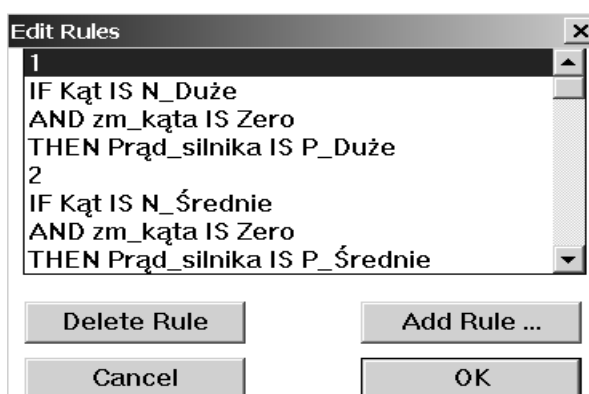 Edit Rules
1
IF Kąt IS N_Duże
AND zm_kąta IS Zero
THEN Prąd_silnika IS P_Duże
2
IF Kąt IS N_Średnie
AND zm_kąta IS Zero
THEN Prąd_silnika IS P_Średnie
Delete Rule
Add Rule ...
Cancel
OK